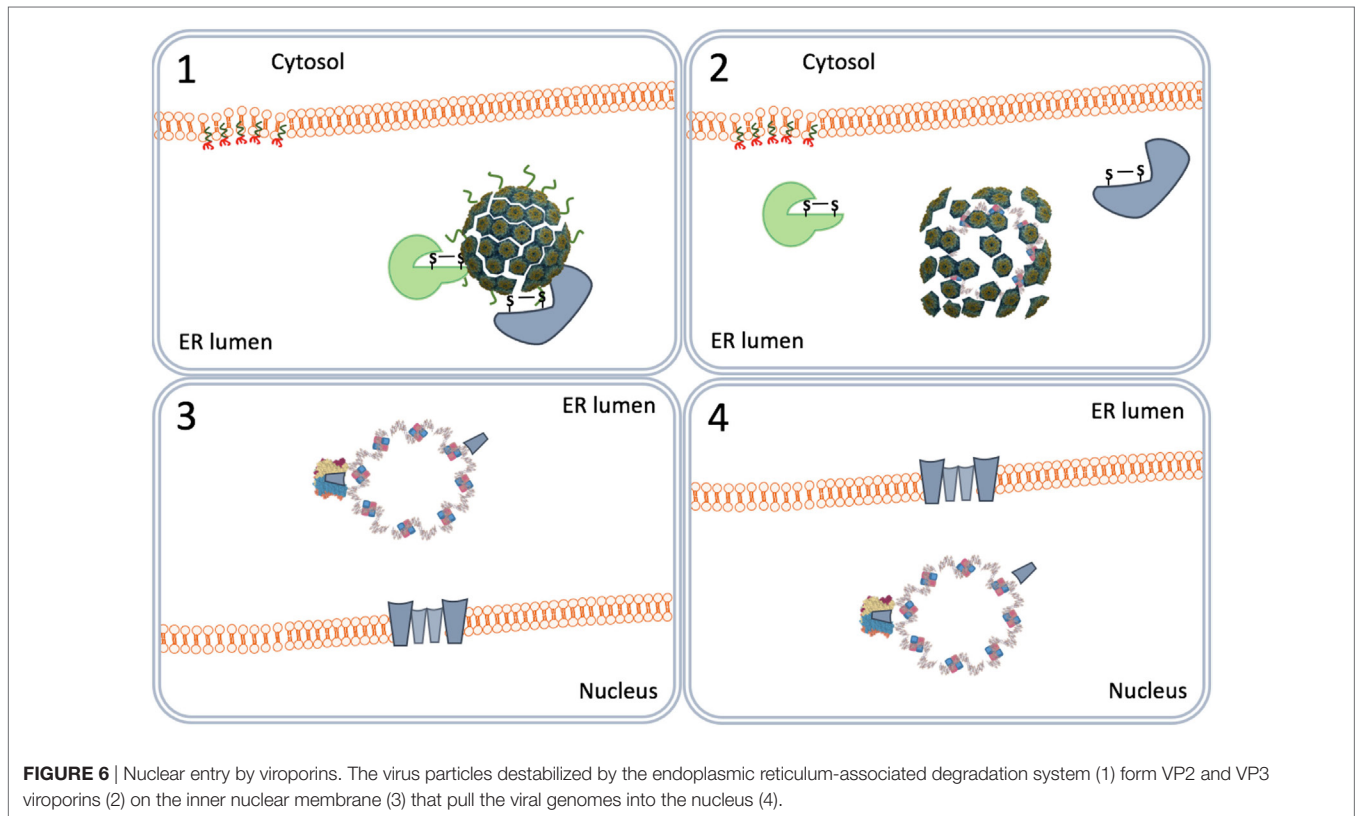 1
Cytosol
S—S
S—S
ER lumen
2
Cytosol
S—S
S—S
ER lumen
3
ER lumen
Nucleus
4
ER lumen
Nucleus
FIGURE 6 | Nuclear entry by viroporins. The virus particles destabilized by the endoplasmic reticulum-associated degradation system (1) form VP2 and VP3
viroporins (2) on the inner nuclear membrane (3) that pull the viral genomes into the nucleus (4).